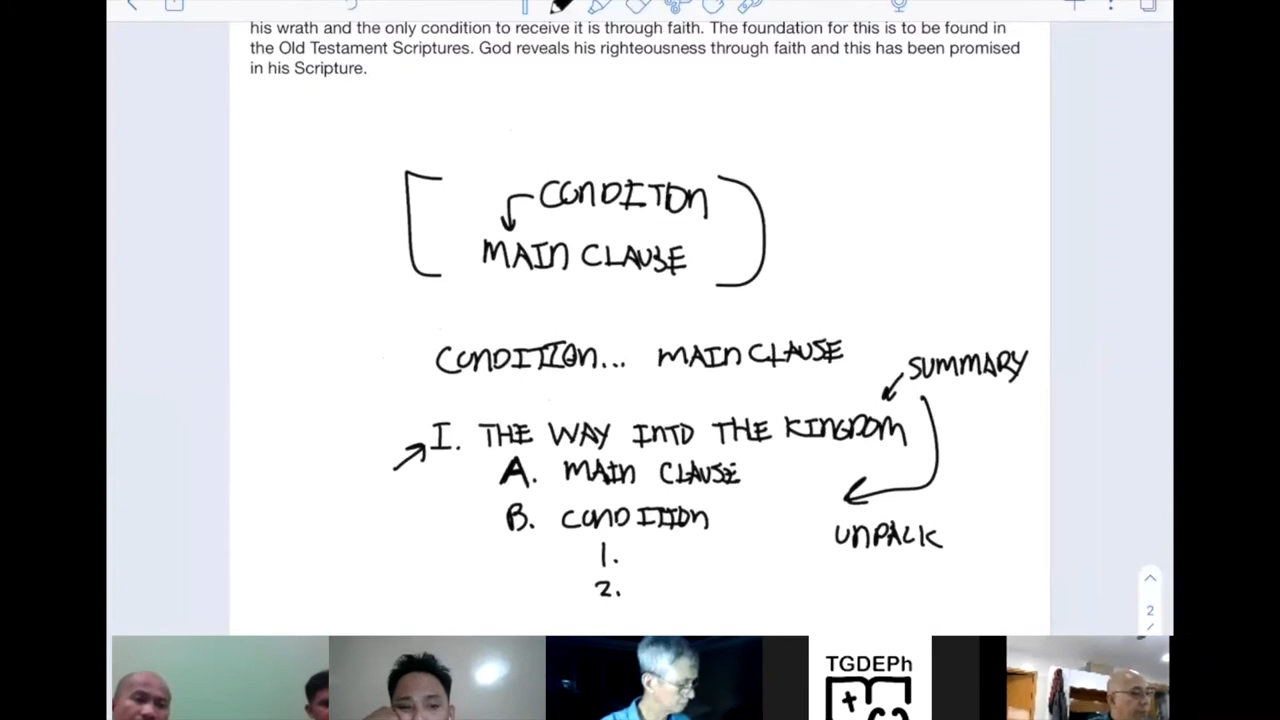 his wrath and the only condition to receive it is through faith. The foundation for this is to be found in
the Old Testament Scriptures. God reveals his righteousness through faith and this has been promised
in his Scripture.
CONDITION
MAIN CLAUSE
CONDITION... MAIN CLAUSE
SUMMARY
I. THE WAY INTO THE KINGDOM
A. MAIN CLAUSE
B. CONDITION
UNPACK
1.
2.
2
TGDEPh